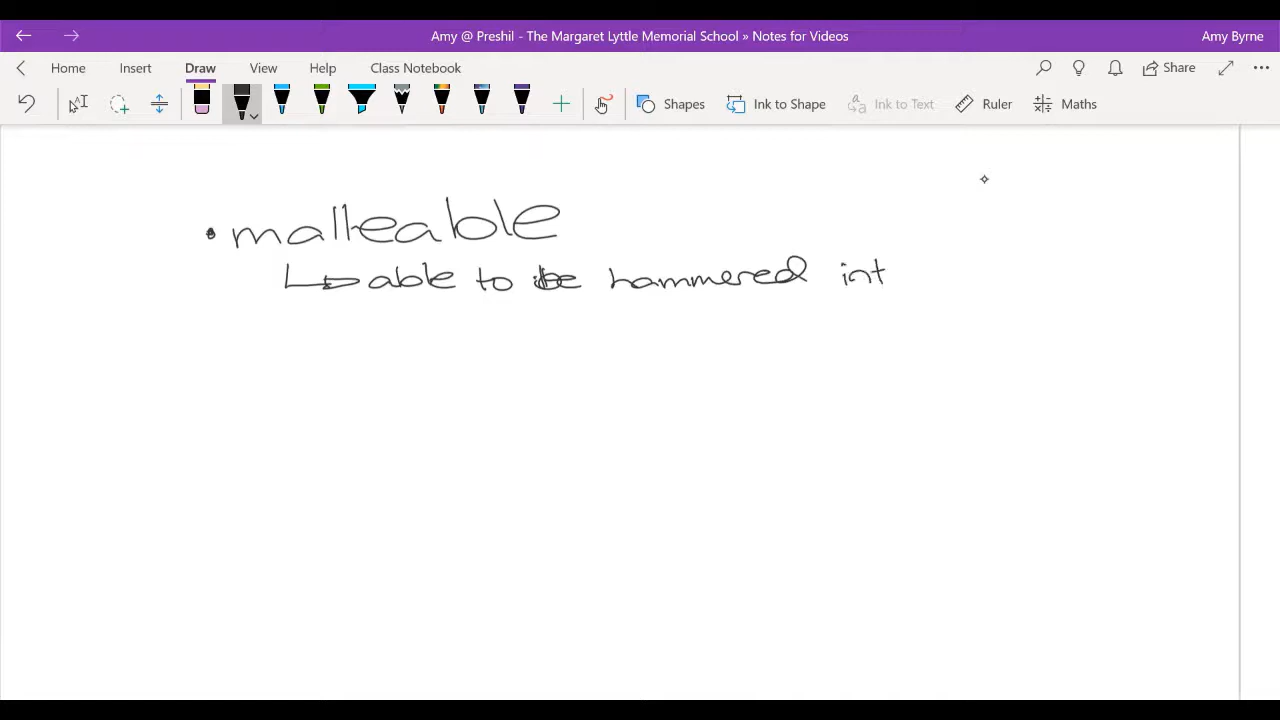 Amy @ Preshil - The Margaret Lyttle Memorial School » Notes for Videos
Amy Byrne
Home Insert Draw View Help Class Notebook
Share
Shapes Ink to Shape Ink to Text Ruler Maths
• malleable
↳ able to be hammered int